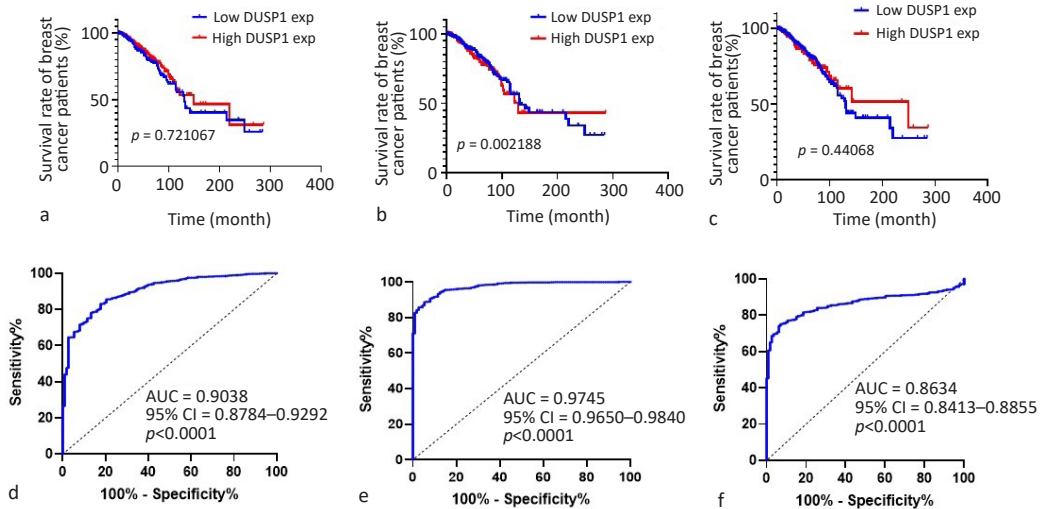 Low DUSP1 exp
High DUSP1 exp
Survival rate of breast
cancer patients (%)
100
50
0
p = 0.721067
0 100 200 300 400
Time (month)
a
Low DUSP1 exp
High DUSP1 exp
Survival rate of breast
cancer patients (%)
100
50
0
p = 0.002188
0 100 200 300 400
Time (month)
b
Low DUSP1 exp
High DUSP1 exp
Survival rate of breast
cancer patients(%)
100
50
0
p = 0.44068
0 100 200 300 400
Time (month)
c
Sensitivity%
100
80
60
40
20
0
AUC = 0.9038
95% CI = 0.8784–0.9292
p<0.0001
0 20 40 60 80 100
100% - Specificity%
d
Sensitivity%
100
80
60
40
20
0
AUC = 0.9745
95% CI = 0.9650–0.9840
p<0.0001
0 20 40 60 80 100
100% - Specificity%
e
Sensitivity%
100
80
60
40
20
0
AUC = 0.8634
95% CI = 0.8413–0.8855
p<0.0001
0 20 40 60 80 100
100% - Specificity%
f